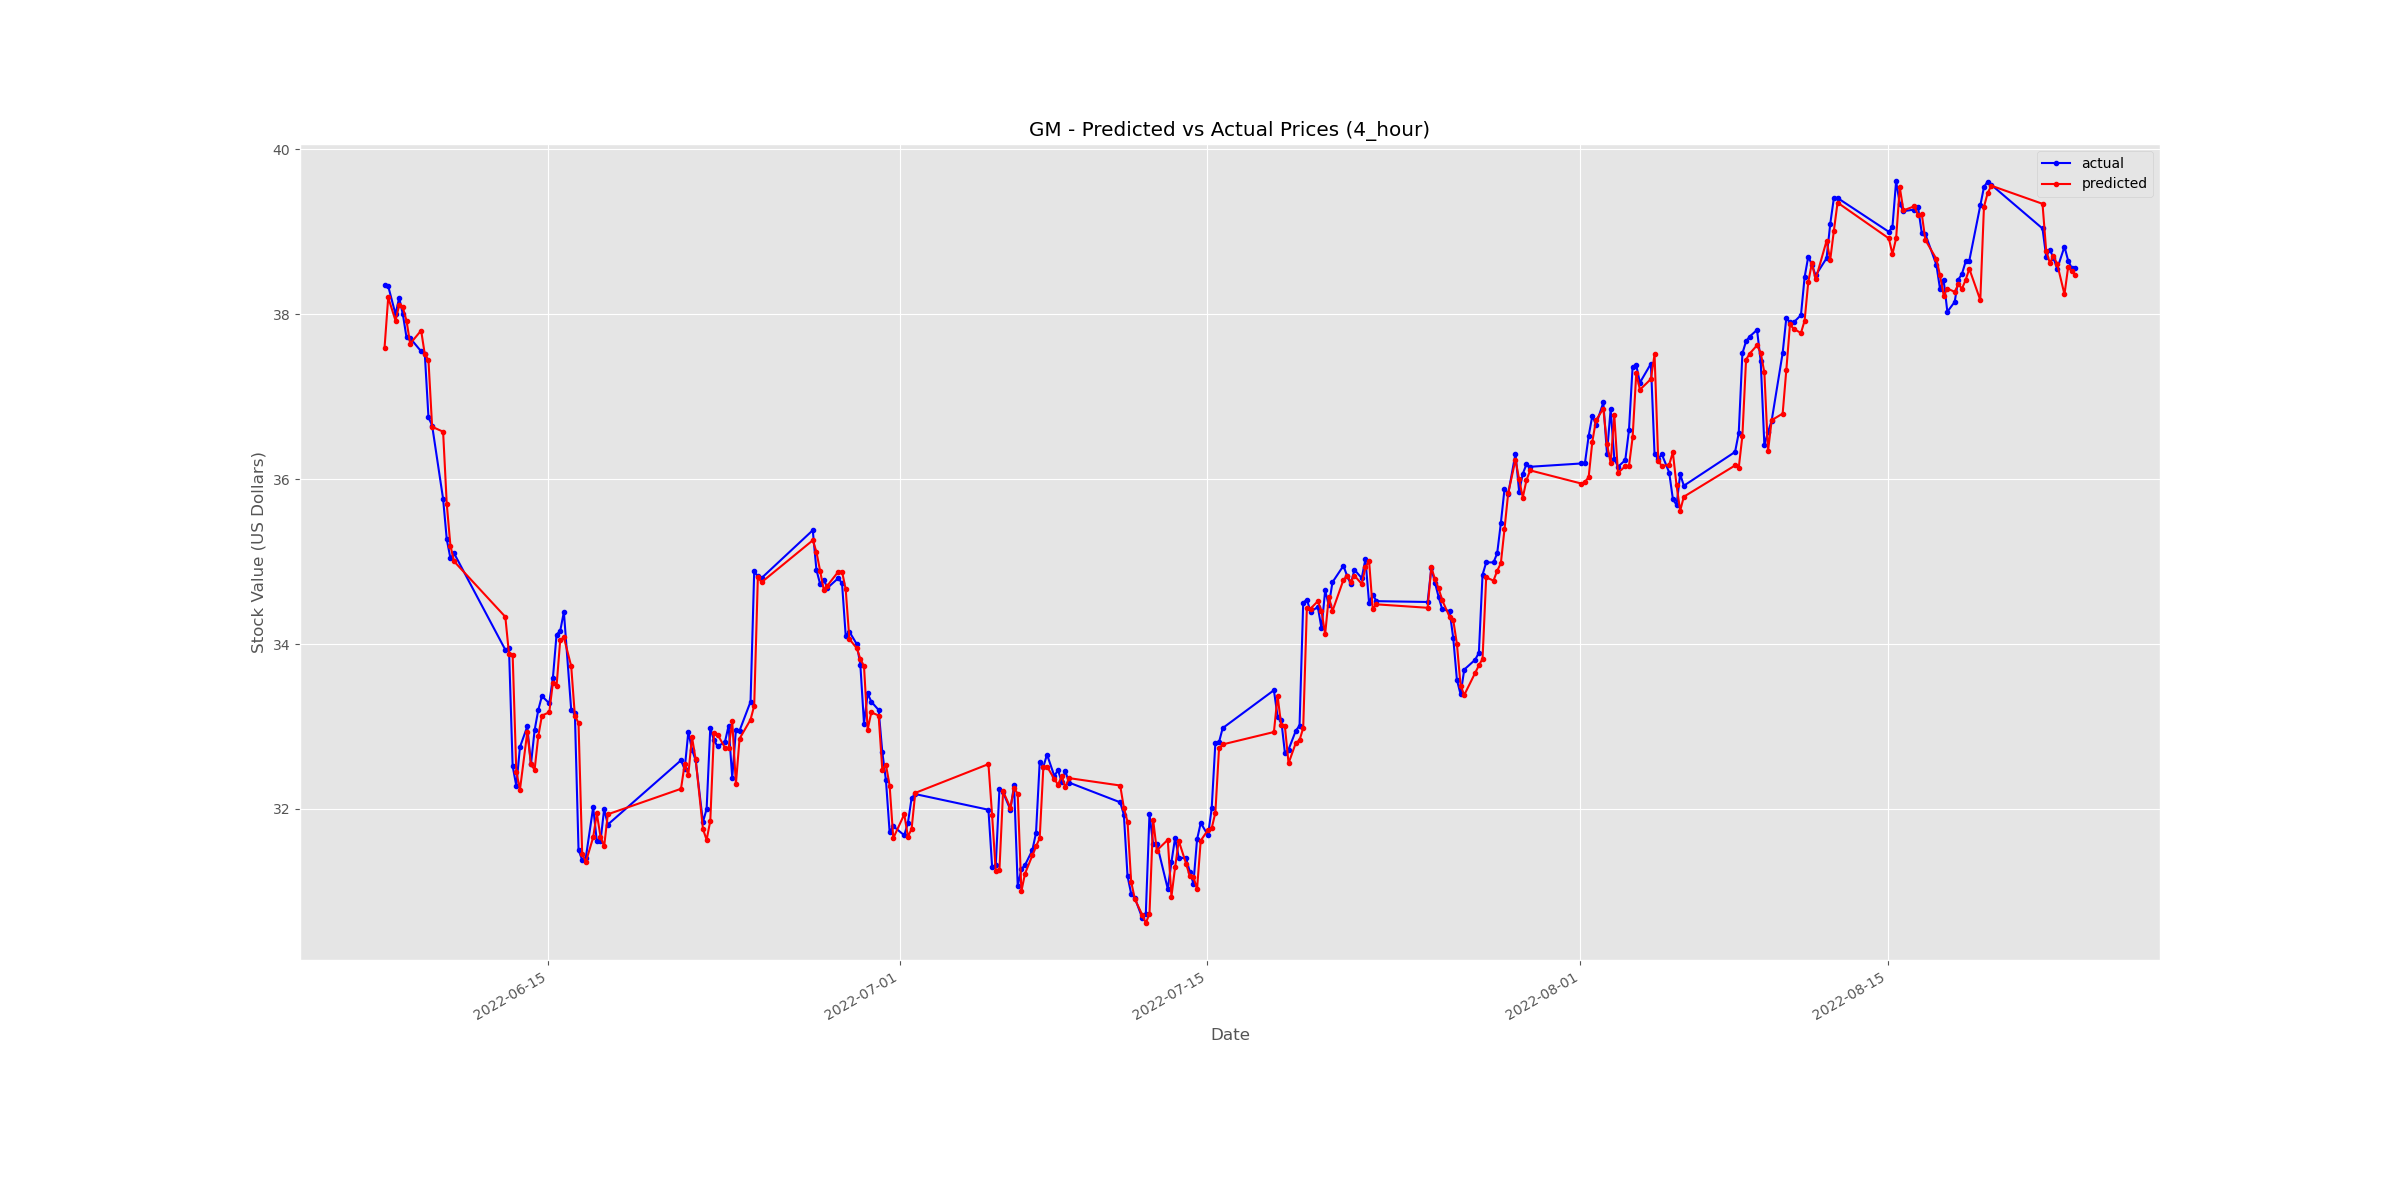 GM - Predicted vs Actual Prices (4_hour)
actual
predicted
Stock Value (US Dollars)
40
38
36
34
32
2022-06-15
2022-07-01
2022-07-15
2022-08-01
2022-08-15
Date